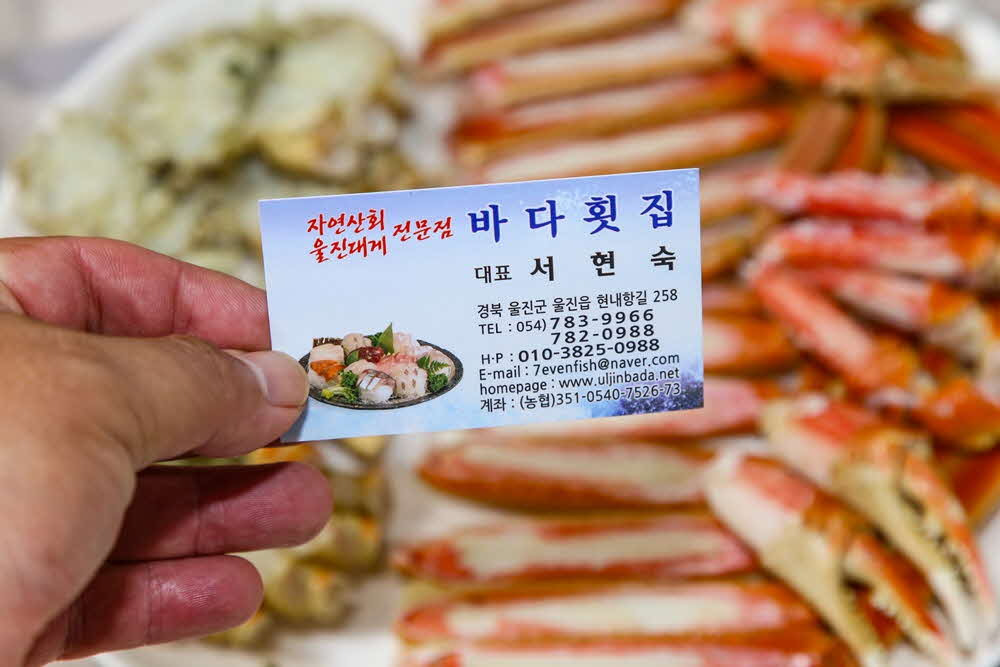 자연산회
울진대게 전문점
바다횟집
대표 서현숙
경북 울진군 울진읍 현내항길 258
TEL : 054) 783-9966
782-0988
H·P : 010-3825-0988
E-mail : 7evenfish@naver.com
homepage : www.uljinbada.net
계좌 : (농협)351-0540-7526-73